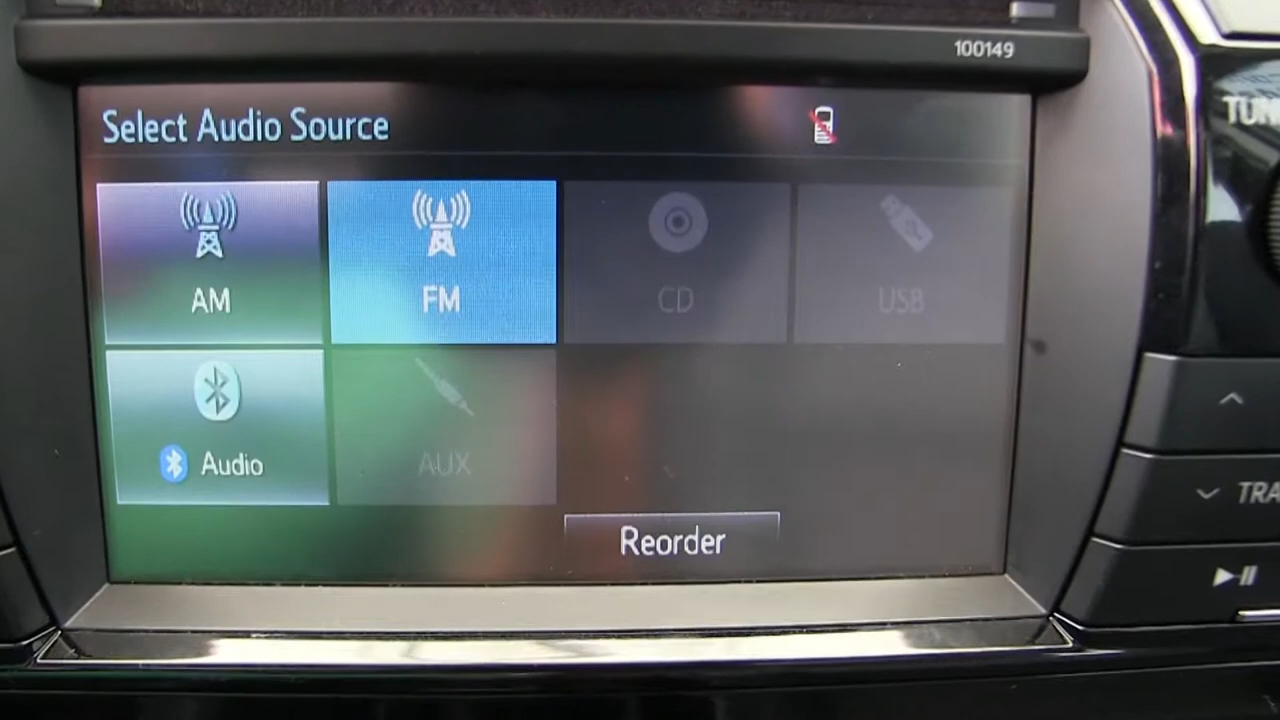 100149
Select Audio Source
TUN
AM
FM
CD
USB
Audio
AUX
TRA
Reorder